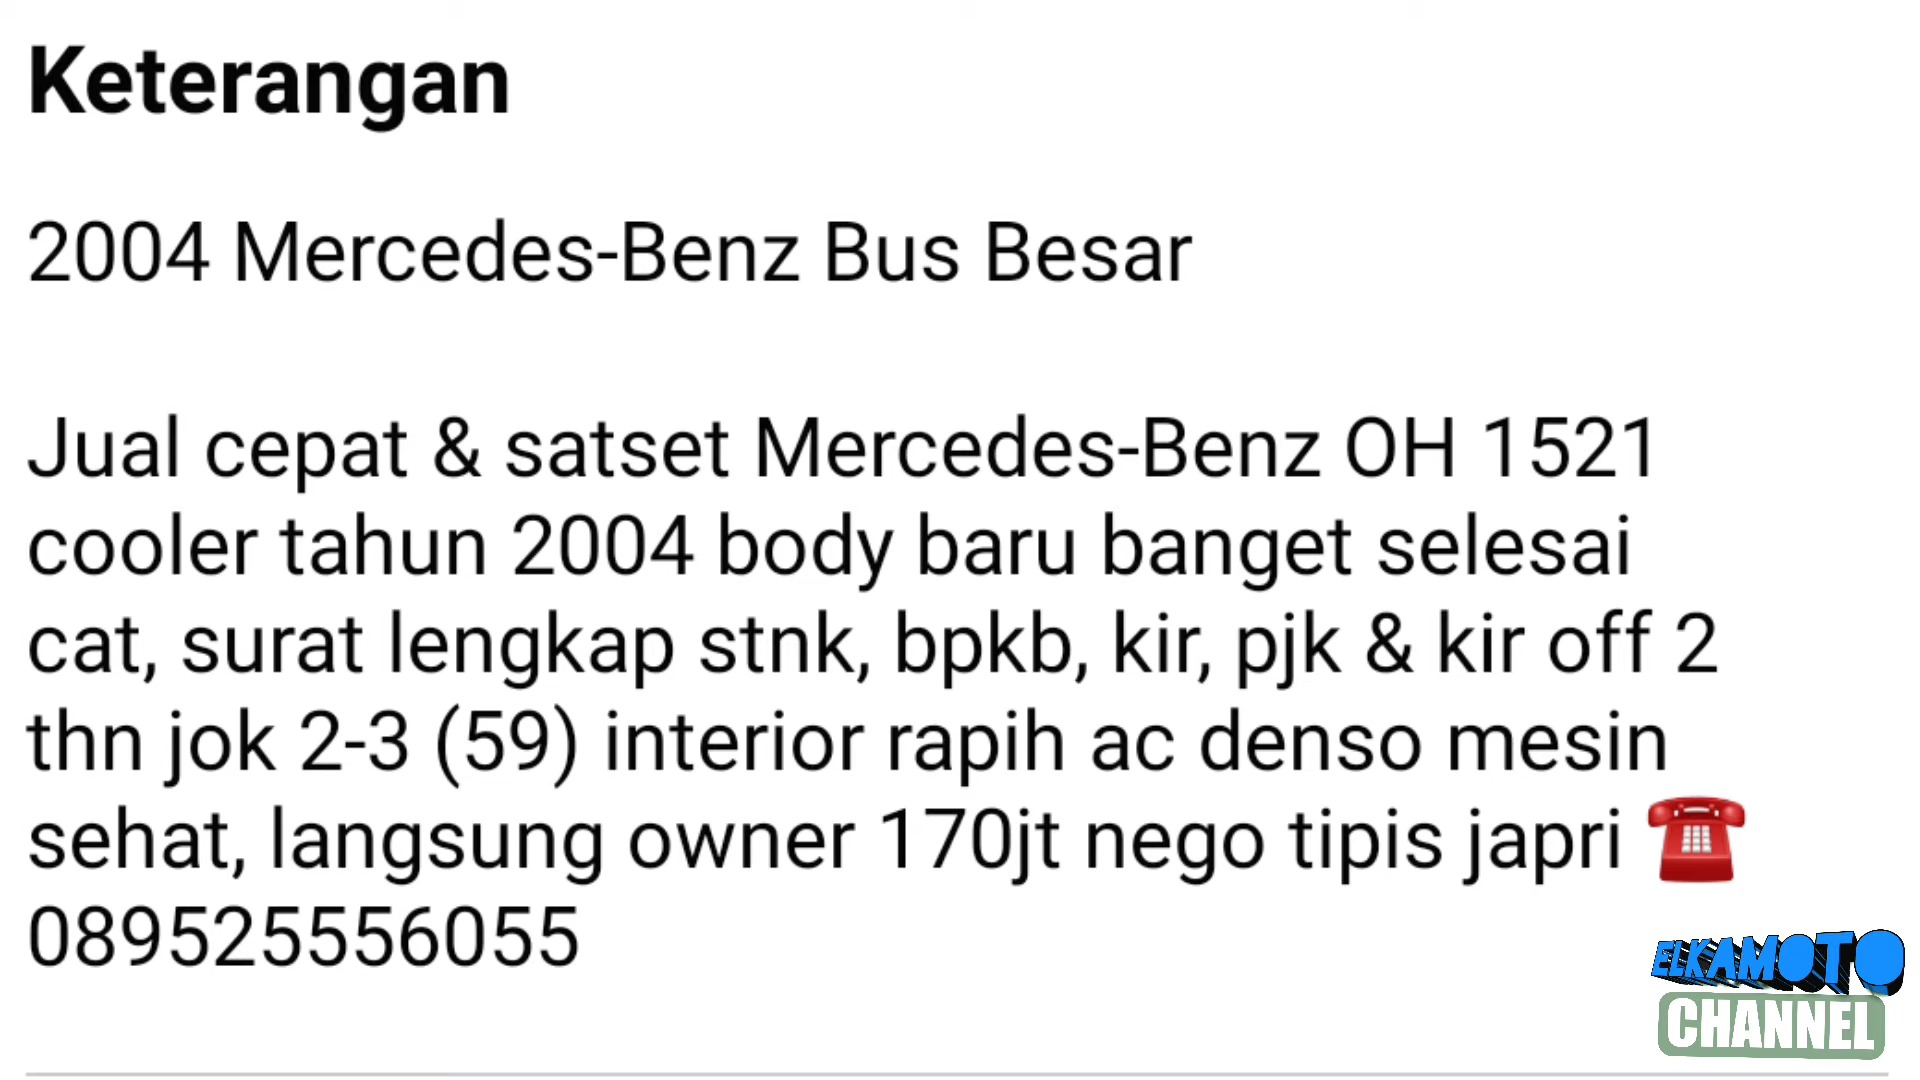 Keterangan
2004 Mercedes-Benz Bus Besar
Jual cepat & satset Mercedes-Benz OH 1521
cooler tahun 2004 body baru banget selesai
cat, surat lengkap stnk, bpkb, kir, pjk & kir off 2
thn jok 2-3 (59) interior rapih ac denso mesin
sehat, langsung owner 170jt nego tipis japri ☎️
089525556055
ELKAMOTO
CHANNEL